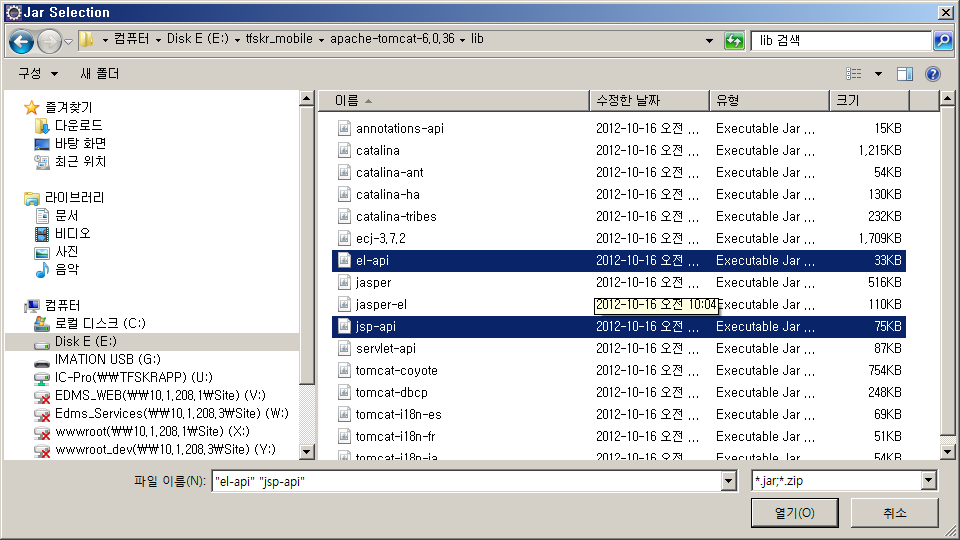 Jar Selection
컴퓨터 Disk E (E:) tfskr_mobile apache-tomcat-6.0.36 lib
lib 검색
구성 새 폴더
즐겨찾기
다운로드
바탕 화면
최근 위치
라이브러리
문서
비디오
사진
음악
컴퓨터
로컬 디스크 (C:)
Disk E (E:)
IMATION USB (G:)
IC-Pro(₩₩TFSKRAPP) (U:)
EDMS_WEB(₩₩10.1.208.1₩Site) (V:)
Edms_Services(₩₩10.1.208.3₩Site) (W:)
wwwroot(₩₩10.1.208.1₩Site) (X:)
wwwroot_dev(₩₩10.1.208.3₩Site) (Y:)
이름 수정한 날짜 유형 크기
annotations-api 2012-10-16 오전 ... Executable Jar ... 15KB
catalina 2012-10-16 오전 ... Executable Jar ... 1,215KB
catalina-ant 2012-10-16 오전 ... Executable Jar ... 54KB
catalina-ha 2012-10-16 오전 ... Executable Jar ... 130KB
catalina-tribes 2012-10-16 오전 ... Executable Jar ... 232KB
ecj-3.7.2 2012-10-16 오전 ... Executable Jar ... 1,709KB
el-api 2012-10-16 오전 ... Executable Jar ... 33KB
jasper 2012-10-16 오전 ... Executable Jar ... 516KB
jasper-el 2012-10-16 오전 10:04 Executable Jar ... 110KB
jsp-api 2012-10-16 오전 ... Executable Jar ... 75KB
servlet-api 2012-10-16 오전 ... Executable Jar ... 87KB
tomcat-coyote 2012-10-16 오전 ... Executable Jar ... 754KB
tomcat-dbcp 2012-10-16 오전 ... Executable Jar ... 248KB
tomcat-i18n-es 2012-10-16 오전 ... Executable Jar ... 69KB
tomcat-i18n-fr 2012-10-16 오전 ... Executable Jar ... 51KB
tomcat-i18n-ja 2012-10-16 오전 ... Executable Jar ... 54KB
파일 이름(N): "el-api" "jsp-api"
*.jar;*.zip
열기(O) 취소